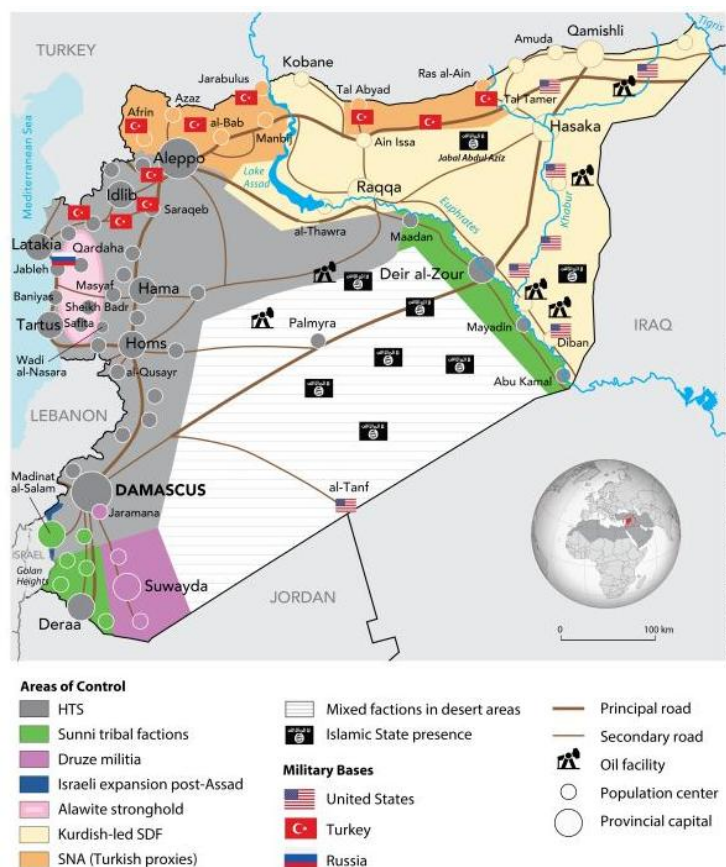 TURKEY
Tigris
Qamishli
Amuda
Kobane
Ras al-Ain
Jarabulus
Tal Abyad
Azaz
Afrin
al-Bab
Tal Tamer
Manbij
Hasaka
Ain Issa
Jabal Abdul-Aziz
Aleppo
Mediterranean Sea
Idlib
Lake
Assad
Raqqa
Saraqeb
Euphrates
Khabur
al-Thawra
Maadan
Latakia
Qardaha
Jableh
Deir al-Zour
Masyaf
Hama
Baniyas
Sheikh Badr
Tartus
Safita
Palmyra
Mayadin
IRAQ
Diban
Wadi
al-Nasara
Homs
al-Qusayr
Abu Kamal
LEBANON
Madinat
al-Salam
DAMASCUS
al-Tanf
Jaramana
ISRAEL
Golan
Heights
Suwayda
JORDAN
Deraa
0 100 km
Areas of Control
HTS
Sunni tribal factions
Druze militia
Israeli expansion post-Assad
Alawite stronghold
Kurdish-led SDF
SNA (Turkish proxies)
Mixed factions in desert areas
Islamic State presence
Military Bases
United States
Turkey
Russia
Principal road
Secondary road
Oil facility
Population center
Provincial capital